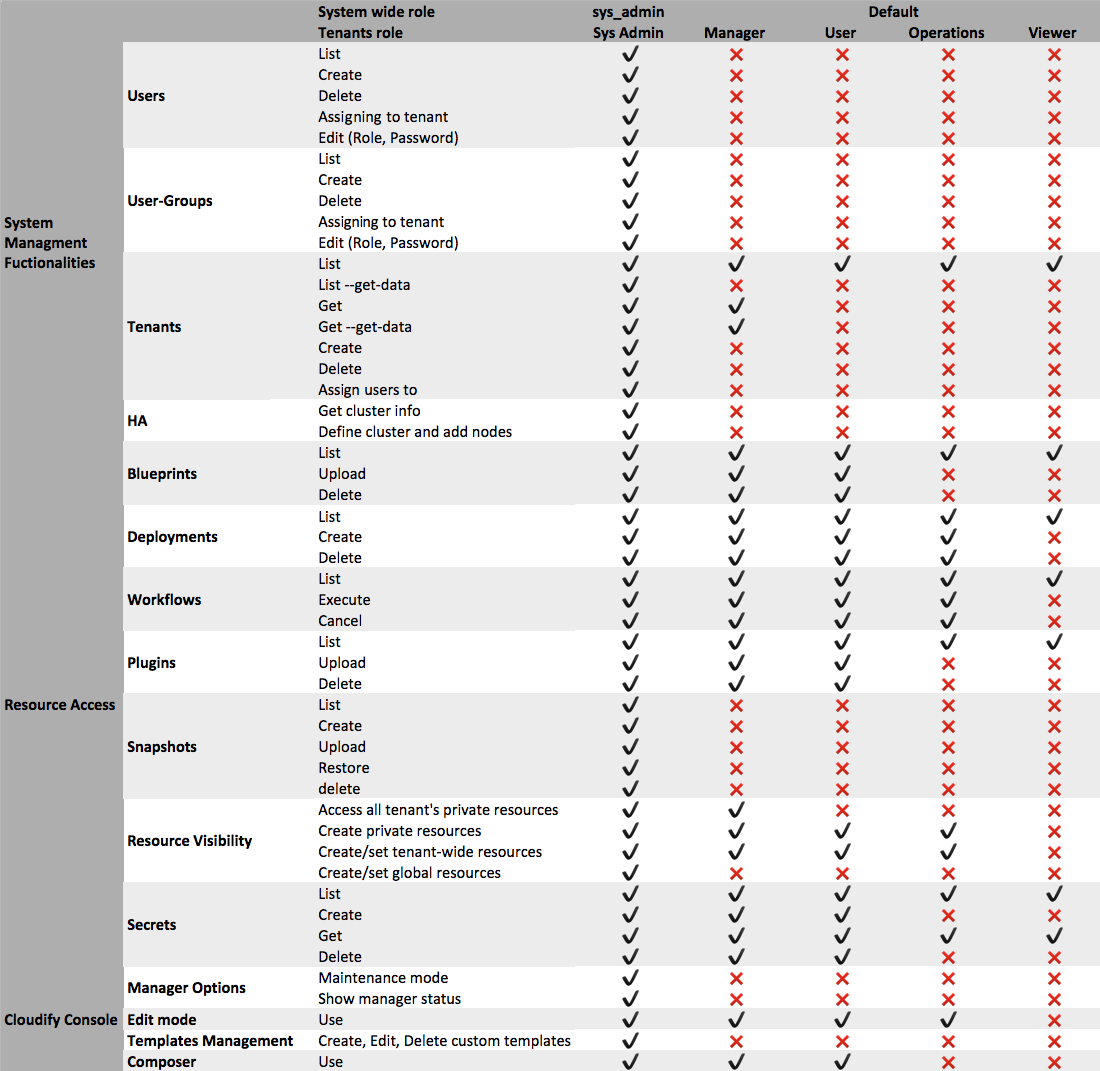 System wide role sys_admin Default
Tenants role Sys Admin Manager User Operations Viewer
System
Managment
Fuctionalities
Users
List ✔ ✘ ✘ ✘ ✘
Create ✔ ✘ ✘ ✘ ✘
Delete ✔ ✘ ✘ ✘ ✘
Assigning to tenant ✔ ✘ ✘ ✘ ✘
Edit (Role, Password) ✔ ✘ ✘ ✘ ✘
User-Groups
List ✔ ✘ ✘ ✘ ✘
Create ✔ ✘ ✘ ✘ ✘
Delete ✔ ✘ ✘ ✘ ✘
Assigning to tenant ✔ ✘ ✘ ✘ ✘
Edit (Role, Password) ✔ ✘ ✘ ✘ ✘
Tenants
List ✔ ✔ ✔ ✔ ✔
List --get-data ✔ ✘ ✘ ✘ ✘
Get ✔ ✔ ✘ ✘ ✘
Get --get-data ✔ ✔ ✘ ✘ ✘
Create ✔ ✘ ✘ ✘ ✘
Delete ✔ ✘ ✘ ✘ ✘
Assign users to ✔ ✘ ✘ ✘ ✘
HA
Get cluster info ✔ ✘ ✘ ✘ ✘
Define cluster and add nodes ✔ ✘ ✘ ✘ ✘
Resource Access
Blueprints
List ✔ ✔ ✔ ✔ ✔
Upload ✔ ✔ ✔ ✘ ✘
Delete ✔ ✔ ✔ ✘ ✘
Deployments
List ✔ ✔ ✔ ✔ ✔
Create ✔ ✔ ✔ ✔ ✘
Delete ✔ ✔ ✔ ✔ ✘
Workflows
List ✔ ✔ ✔ ✔ ✔
Execute ✔ ✔ ✔ ✔ ✘
Cancel ✔ ✔ ✔ ✔ ✘
Plugins
List ✔ ✔ ✔ ✔ ✔
Upload ✔ ✔ ✔ ✘ ✘
Delete ✔ ✔ ✔ ✘ ✘
Snapshots
List ✔ ✘ ✘ ✘ ✘
Create ✔ ✘ ✘ ✘ ✘
Upload ✔ ✘ ✘ ✘ ✘
Restore ✔ ✘ ✘ ✘ ✘
delete ✔ ✘ ✘ ✘ ✘
Resource Visibility
Access all tenant's private resources ✔ ✔ ✘ ✘ ✘
Create private resources ✔ ✔ ✔ ✔ ✘
Create/set tenant-wide resources ✔ ✔ ✔ ✔ ✘
Create/set global resources ✔ ✘ ✘ ✘ ✘
Secrets
List ✔ ✔ ✔ ✔ ✔
Create ✔ ✔ ✔ ✘ ✘
Get ✔ ✔ ✔ ✔ ✔
Delete ✔ ✔ ✔ ✘ ✘
Manager Options
Maintenance mode ✔ ✘ ✘ ✘ ✘
Show manager status ✔ ✘ ✘ ✘ ✘
Cloudify Console Edit mode Use ✔ ✔ ✔ ✔ ✘
Templates Management Create, Edit, Delete custom templates ✔ ✘ ✘ ✘ ✘
Composer Use ✔ ✔ ✔ ✘ ✘